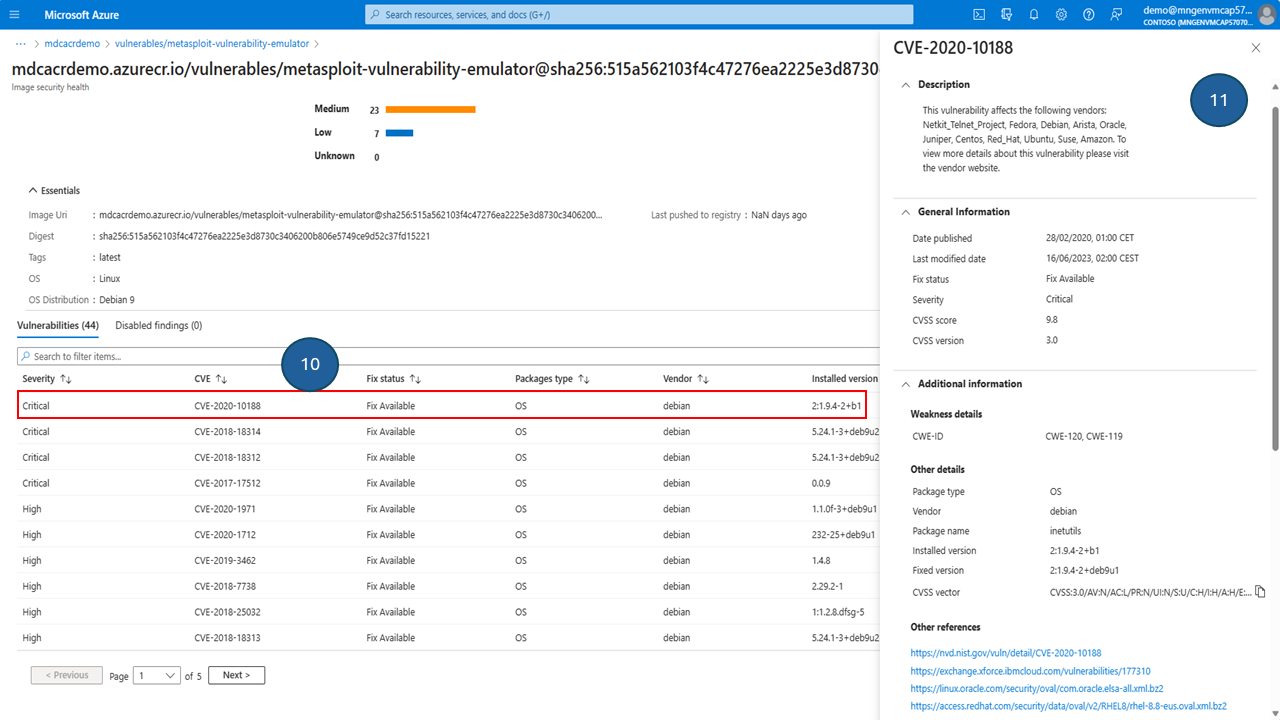 Microsoft Azure
Search resources, services, and docs (G+/)
demo@mngenvmcap57...
CONTOSO (MNGENVMCAP57070...
... > mdcacrdemo > vulnerables/metasploit-vulnerability-emulator >
mdcacrdemo.azurecr.io/vulnerables/metasploit-vulnerability-emulator@sha256:515a562103f4c47276ea2225e3d8730
Image security health
Medium 23
Low 7
Unknown 0
Essentials
Image Uri : mdcacrdemo.azurecr.io/vulnerables/metasploit-vulnerability-emulator@sha256:515a562103f4c47276ea2225e3d8730c3406200... Last pushed to registry : NaN days ago
Digest : sha256:515a562103f4c47276ea2225e3d8730c3406200b806e5749ce9d52c37fd15221
Tags : latest
OS : Linux
OS Distribution : Debian 9
Vulnerabilities (44) Disabled findings (0)
Search to filter items...
10
Severity ↑↓ CVE ↑↓ Fix status ↑↓ Packages type ↑↓ Vendor ↑↓ Installed version
Critical CVE-2020-10188 Fix Available OS debian 2:1.9.4-2+b1
Critical CVE-2018-18314 Fix Available OS debian 5.24.1-3+deb9u2
Critical CVE-2018-18312 Fix Available OS debian 5.24.1-3+deb9u2
Critical CVE-2017-17512 Fix Available OS debian 0.0.9
High CVE-2020-1971 Fix Available OS debian 1.1.0f-3+deb9u1
High CVE-2020-1712 Fix Available OS debian 232-25+deb9u1
High CVE-2019-3462 Fix Available OS debian 1.4.8
High CVE-2018-7738 Fix Available OS debian 2.29.2-1
High CVE-2018-25032 Fix Available OS debian 1:1.2.8.dfsg-5
High CVE-2018-18313 Fix Available OS debian 5.24.1-3+deb9u2
< Previous Page 1 of 5 Next >
CVE-2020-10188
11
Description
This vulnerability affects the following vendors:
Netkit_Telnet_Project, Fedora, Debian, Arista, Oracle,
Juniper, Centos, Red_Hat, Ubuntu, Suse, Amazon. To
view more details about this vulnerability please visit
the vendor website.
General Information
Date published 28/02/2020, 01:00 CET
Last modified date 16/06/2023, 02:00 CEST
Fix status Fix Available
Severity Critical
CVSS score 9.8
CVSS version 3.0
Additional information
Weakness details
CWE-ID CWE-120, CWE-119
Other details
Package type OS
Vendor debian
Package name inetutils
Installed version 2:1.9.4-2+b1
Fixed version 2:1.9.4-2+deb9u1
CVSS vector CVSS:3.0/AV:N/AC:L/PR:N/UI:N/S:U/C:H/I:H/A:H/E:...
Other references
https://nvd.nist.gov/vuln/detail/CVE-2020-10188
https://exchange.xforce.ibmcloud.com/vulnerabilities/177310
https://linux.oracle.com/security/oval/com.oracle.elsa-all.xml.bz2
https://access.redhat.com/security/data/oval/v2/RHEL8/rhel-8.8-eus.oval.xml.bz2